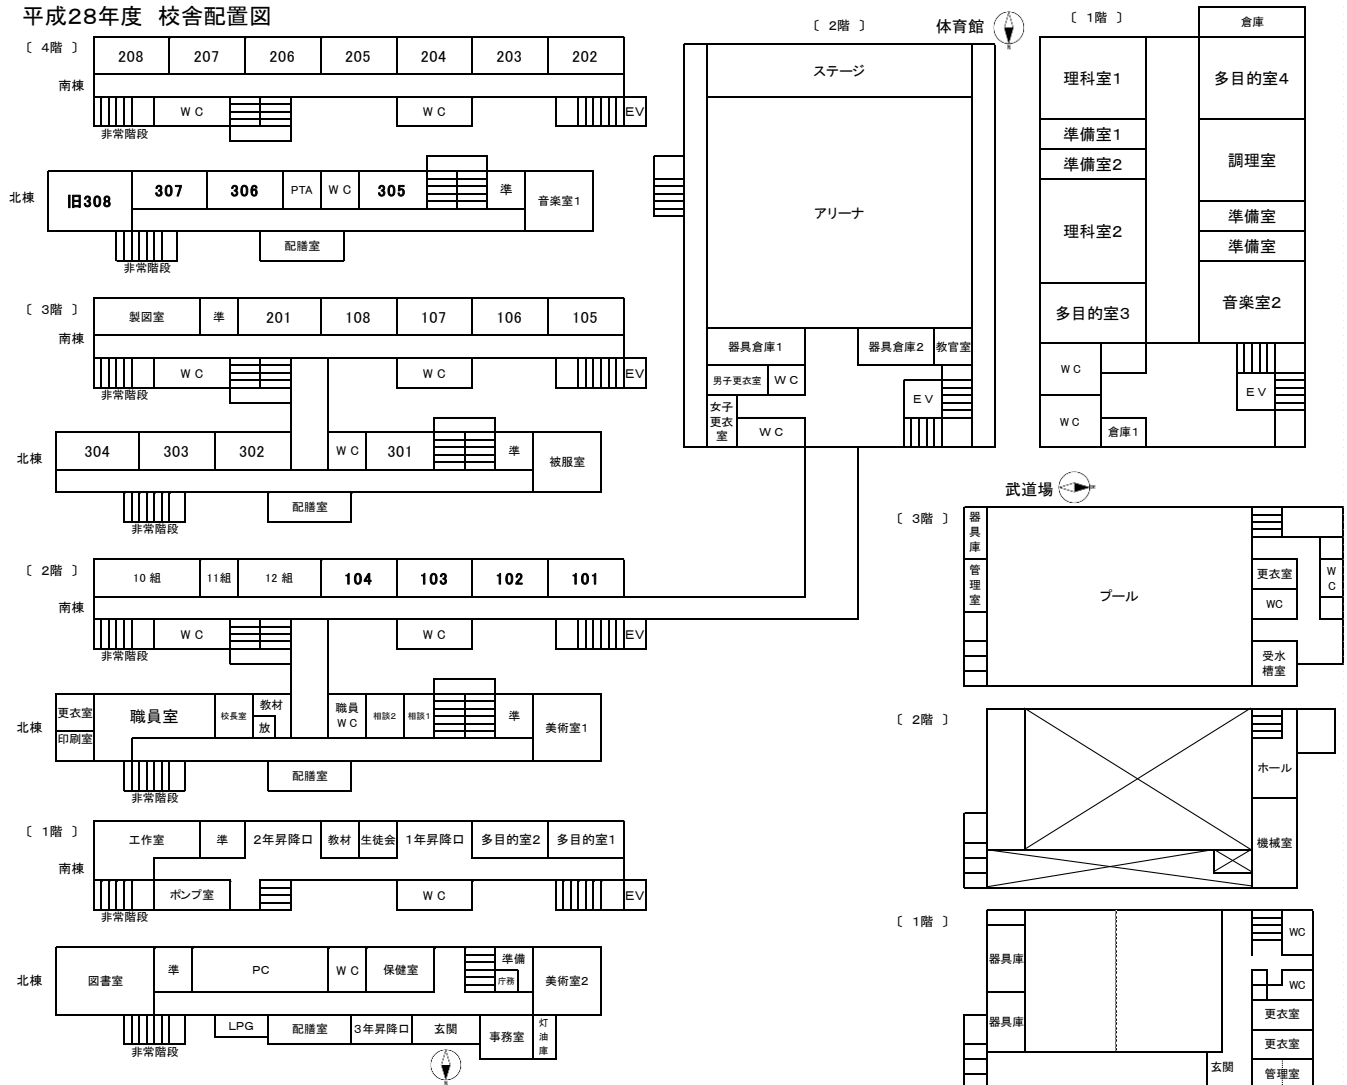 平成28年度 校舎配置図
〔 4階 〕
208 207 206 205 204 203 202
南棟
ＷＣ ＷＣ ＥＶ
非常階段
北棟
旧308 307 306 PTA ＷＣ 305 準 音楽室1
配膳室
非常階段
〔 3階 〕
製図室 準 201 108 107 106 105
南棟
ＷＣ ＷＣ ＥＶ
非常階段
北棟
304 303 302 ＷＣ 301 準 被服室
配膳室
非常階段
〔 2階 〕
10 組 11組 12 組 104 103 102 101
南棟
ＷＣ ＷＣ ＥＶ
非常階段
北棟
更衣室 印刷室 職員室 校長室 教材 放 職員ＷＣ 相談2 相談1 準 美術室1
配膳室
非常階段
〔 1階 〕
工作室 準 2年昇降口 教材 生徒会 1年昇降口 多目的室2 多目的室1
南棟
ポンプ室 ＷＣ ＥＶ
非常階段
北棟
図書室 準 PC ＷＣ 保健室 準備 庁務 美術室2
LPG 配膳室 3年昇降口 玄関 事務室 灯油庫
非常階段
〔 2階 〕
体育館
ステージ
アリーナ
器具倉庫1 器具倉庫2 教官室
男子更衣室 ＷＣ
女子更衣室 ＷＣ ＥＶ
〔 1階 〕
倉庫
理科室1 多目的室4
準備室1
準備室2 調理室
理科室2 準備室
準備室
多目的室3 音楽室2
ＷＣ ＥＶ
ＷＣ 倉庫1
武道場
〔 3階 〕
器具庫
管理室
プール
更衣室 WC
WC
受水槽室
〔 2階 〕
ホール
機械室
〔 1階 〕
器具庫 WC
WC
器具庫 更衣室
更衣室
玄関 管理室